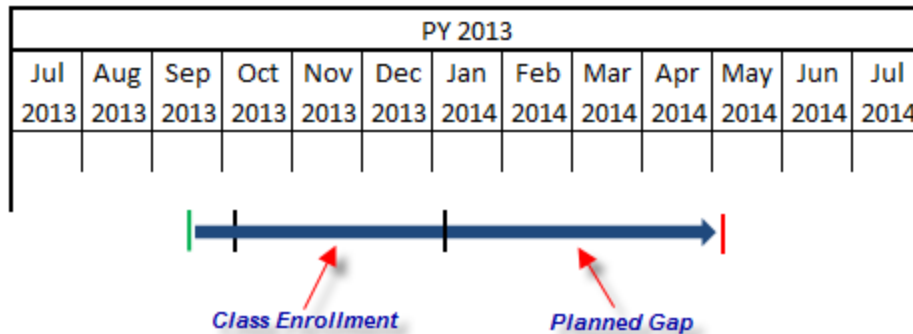 PY 2013
Jul Aug Sep Oct Nov Dec Jan Feb Mar Apr May Jun Jul
2013 2013 2013 2013 2013 2013 2014 2014 2014 2014 2014 2014 2014
Class Enrollment Planned Gap